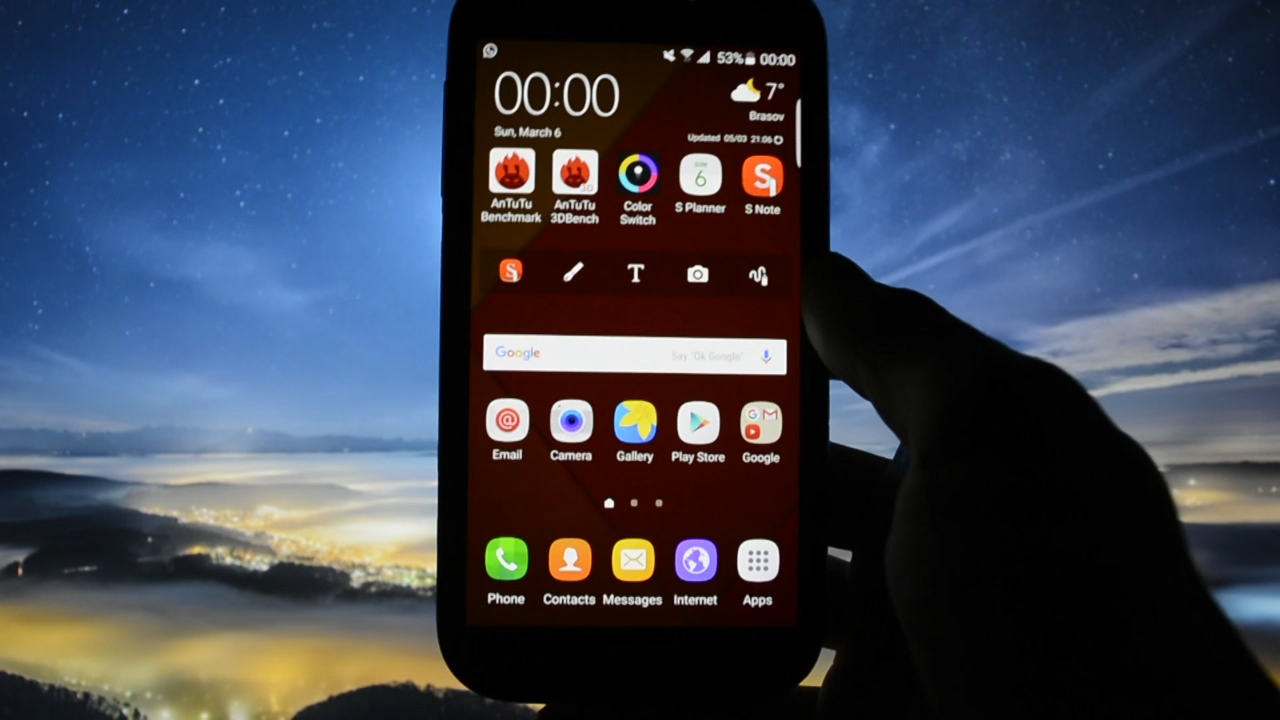 53% 00:00
00:00
7°
Brasov
Sun, March 6
Updated 05/03 21:06
AnTuTu
Benchmark
AnTuTu
3DBench
Color
Switch
SUN
6
S Planner
S
S Note
3D
S
T
Google
Say "Ok Google"
@
G M
Email
Camera
Gallery
Play Store
Google
Phone
Contacts
Messages
Internet
Apps